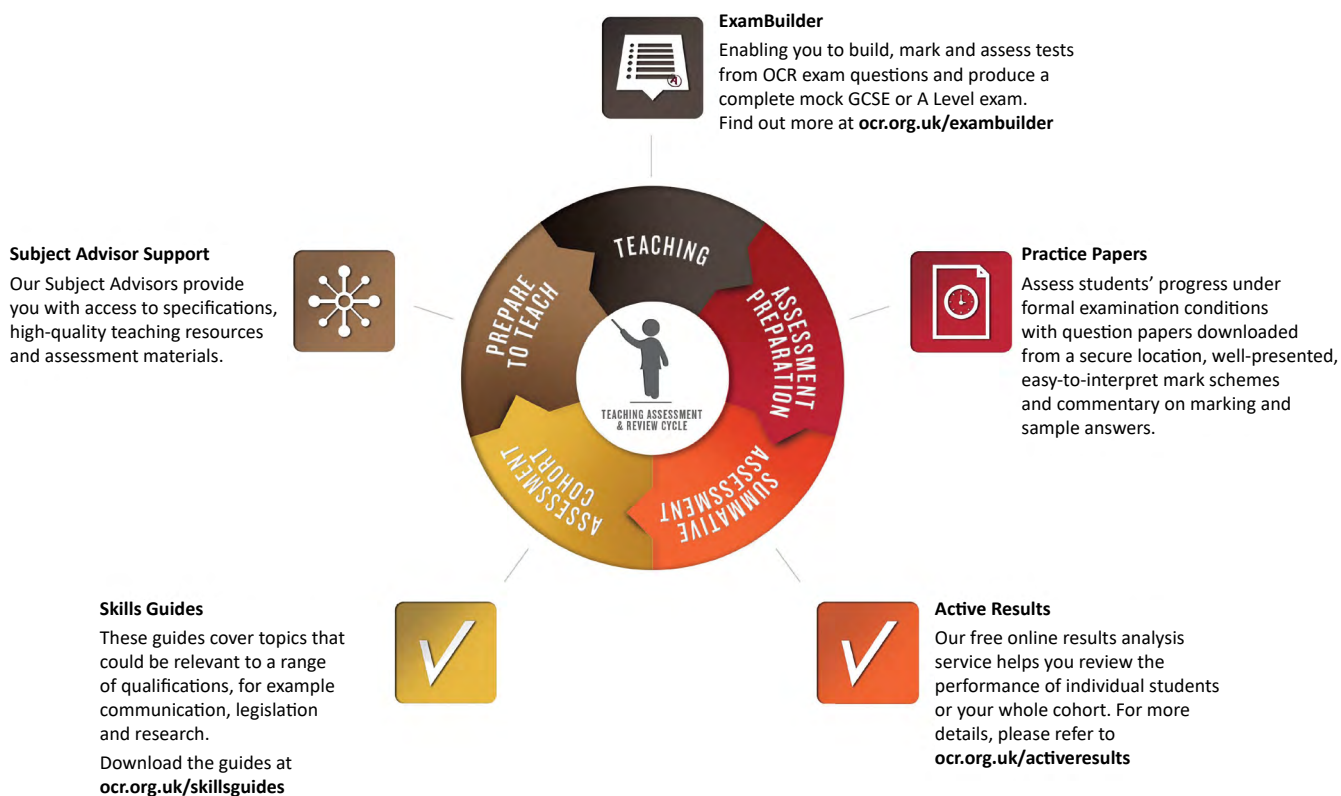 ExamBuilder
Enabling you to build, mark and assess tests
from OCR exam questions and produce a
complete mock GCSE or A Level exam.
Find out more at ocr.org.uk/exambuilder
Subject Advisor Support
Our Subject Advisors provide
you with access to specifications,
high-quality teaching resources
and assessment materials.
TEACHING
PREPARE
TO TEACH
ASSESSMENT
PREPARATION
TEACHING ASSESSMENT
& REVIEW CYCLE
ASSESSMENT
COHORT
SUMMATIVE
ASSESSMENT
Practice Papers
Assess students’ progress under
formal examination conditions
with question papers downloaded
from a secure location, well-presented,
easy-to-interpret mark schemes
and commentary on marking and
sample answers.
Skills Guides
These guides cover topics that
could be relevant to a range
of qualifications, for example
communication, legislation
and research.
Download the guides at
ocr.org.uk/skillsguides
Active Results
Our free online results analysis
service helps you review the
performance of individual students
or your whole cohort. For more
details, please refer to
ocr.org.uk/activeresults